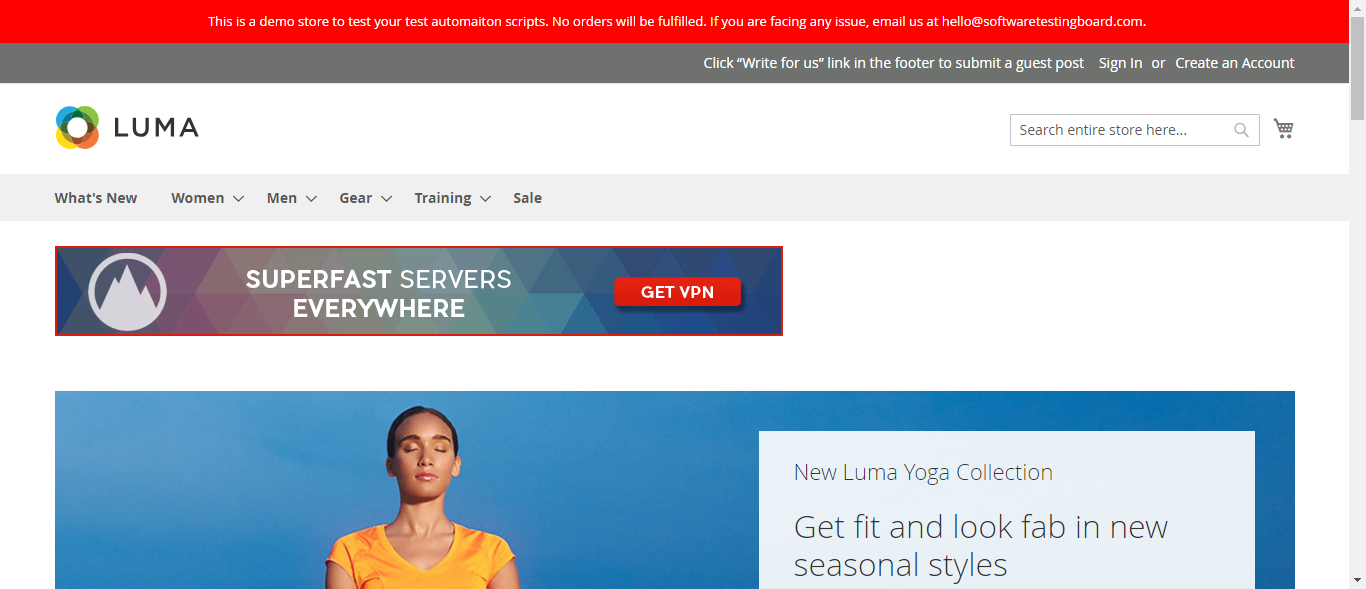 This is a demo store to test your test automaiton scripts. No orders will be fulfilled. If you are facing any issue, email us at hello@softwaretestingboard.com.
Click “Write for us” link in the footer to submit a guest post Sign In or Create an Account
LUMA
Search entire store here...
What's New Women Men Gear Training Sale
SUPERFAST SERVERS
EVERYWHERE
GET VPN
New Luma Yoga Collection
Get fit and look fab in new
seasonal styles